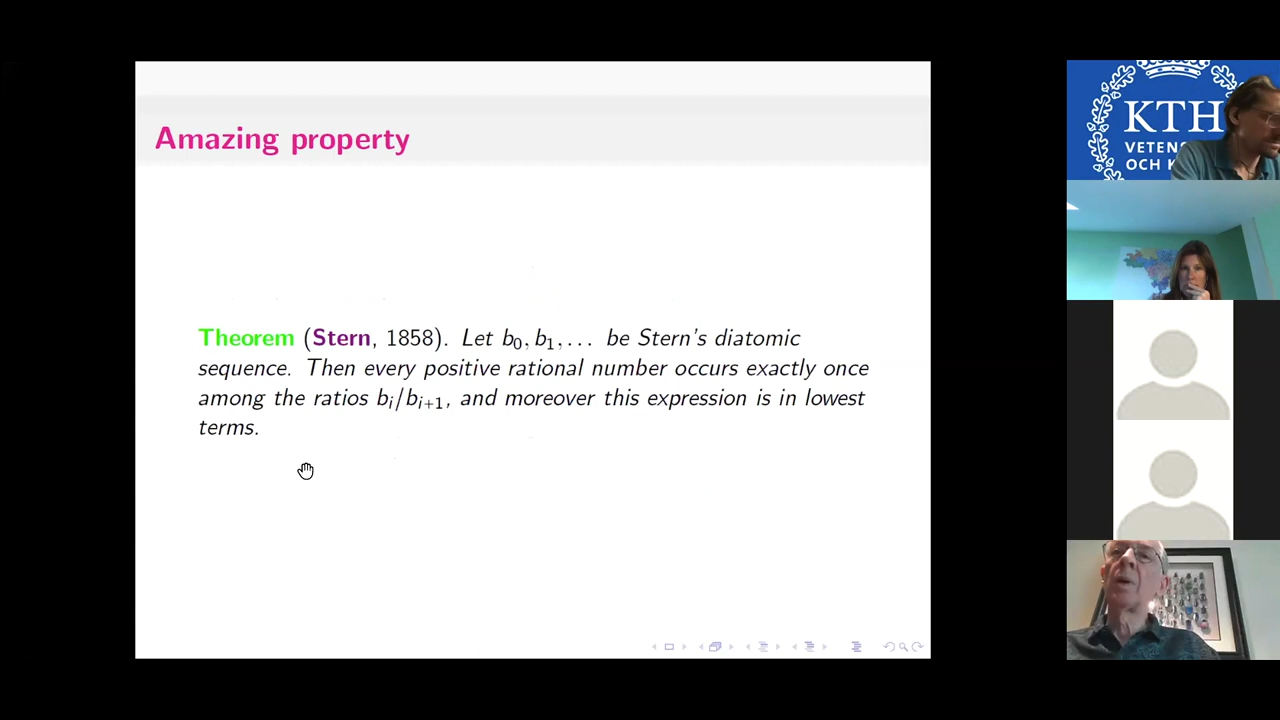 Amazing property
Theorem (Stern, 1858). Let b₀, b₁, . . . be Stern's diatomic
sequence. Then every positive rational number occurs exactly once
among the ratios bᵢ/bᵢ₊₁, and moreover this expression is in lowest
terms.
KTH
OCH